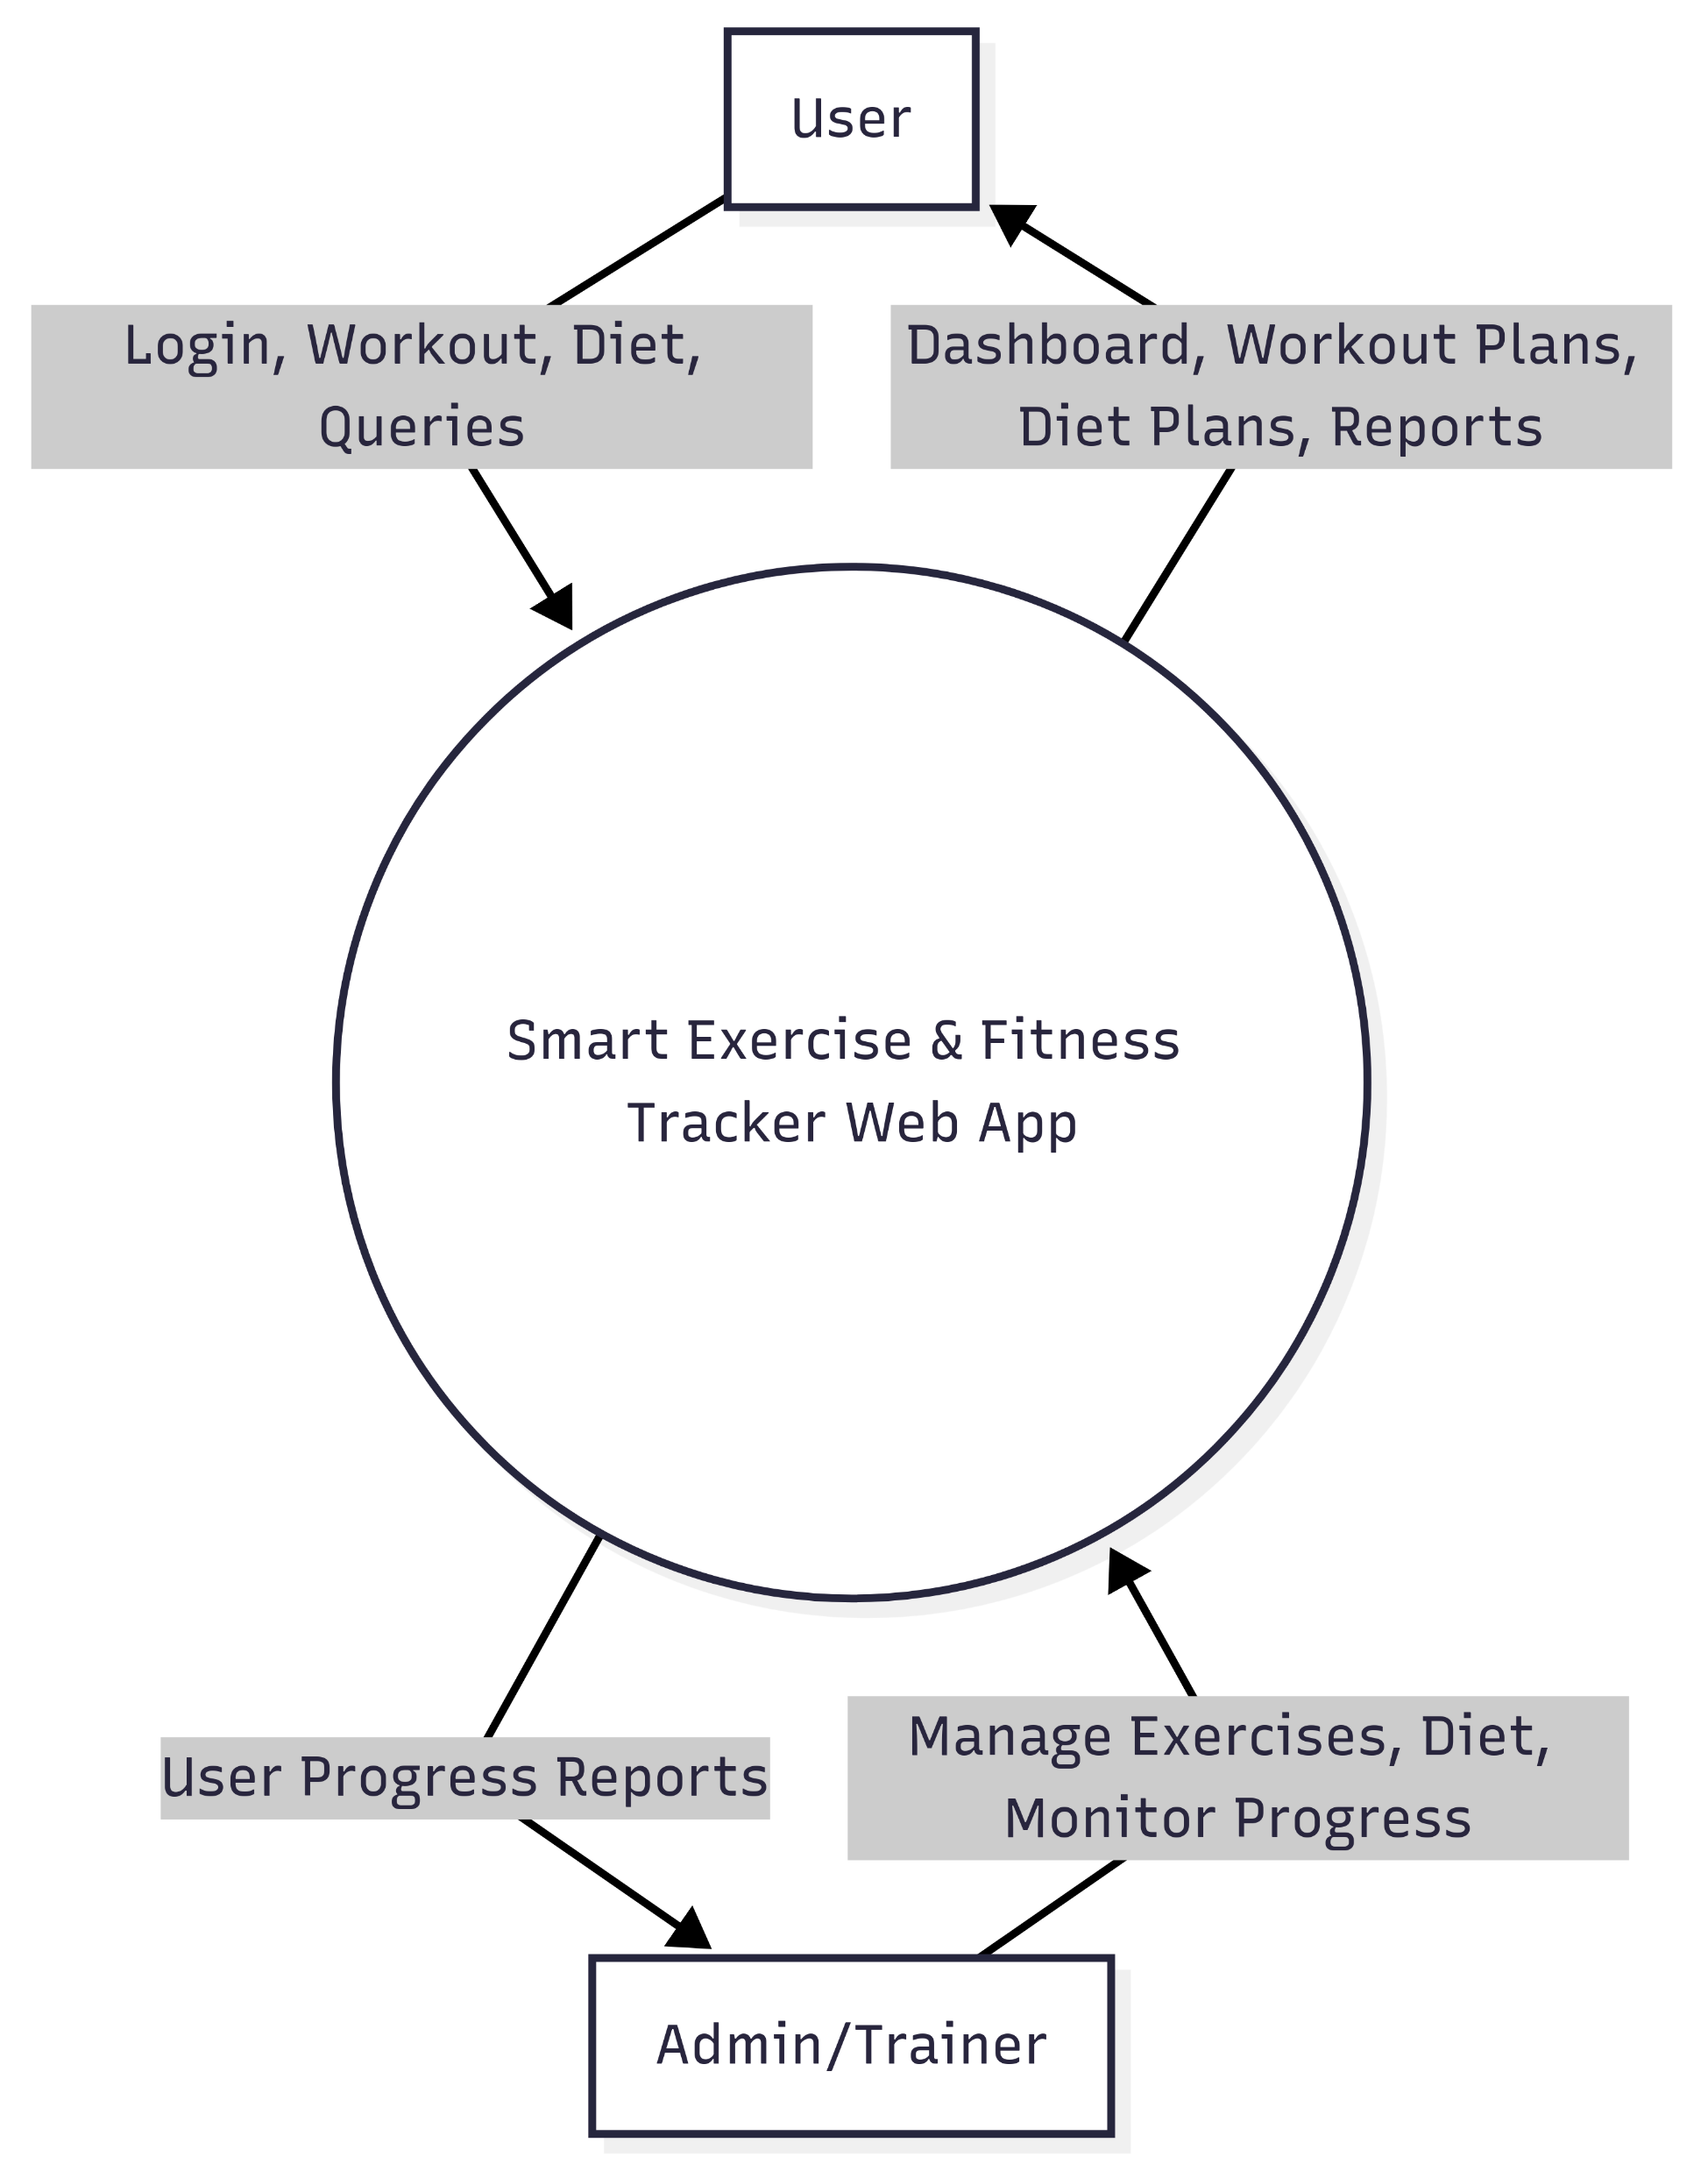 User
Login, Workout, Diet,
Queries
Dashboard, Workout Plans,
Diet Plans, Reports
Smart Exercise & Fitness
Tracker Web App
User Progress Reports
Manage Exercises, Diet,
Monitor Progress
Admin/Trainer